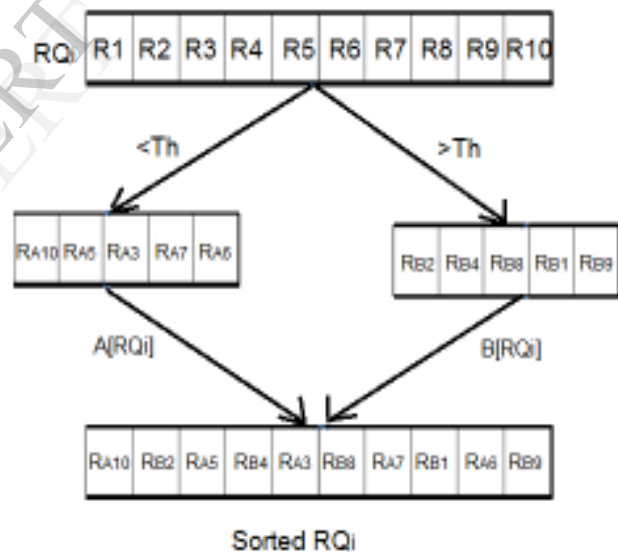 RQi R1 R2 R3 R4 R5 R6 R7 R8 R9 R10
<Th >Th
RA10 RA5 RA3 RA7 RA6
RB2 RB4 RB8 RB1 RB9
A[RQi] B[RQi]
RA10 RB2 RA5 RB4 RA3 RB8 RA7 RB1 RA6 RB9
Sorted RQi